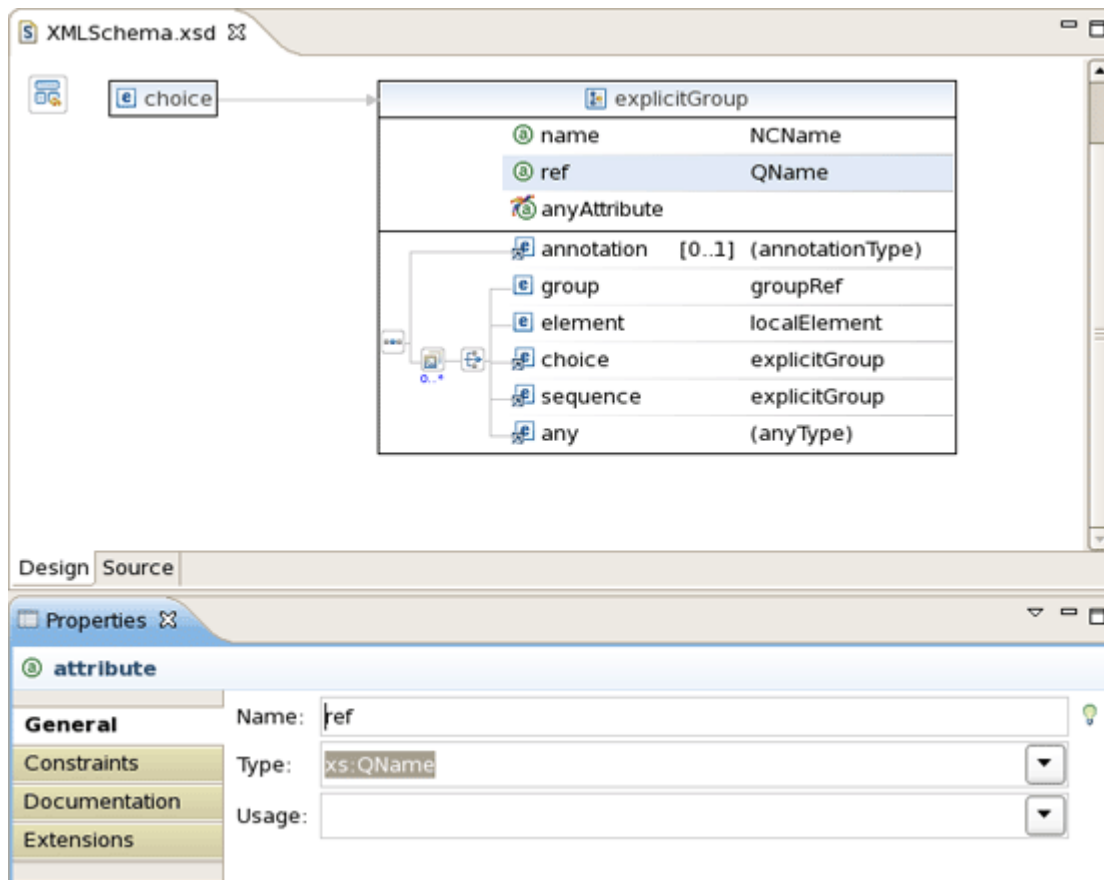 XMLSchema.xsd
choice
explicitGroup
name NCName
ref QName
anyAttribute
annotation [0..1] (annotationType)
group groupRef
element localElement
0..*
choice explicitGroup
sequence explicitGroup
any (anyType)
Design Source
Properties
attribute
General
Name: ref
Constraints
Type: xs:QName
Documentation
Usage:
Extensions